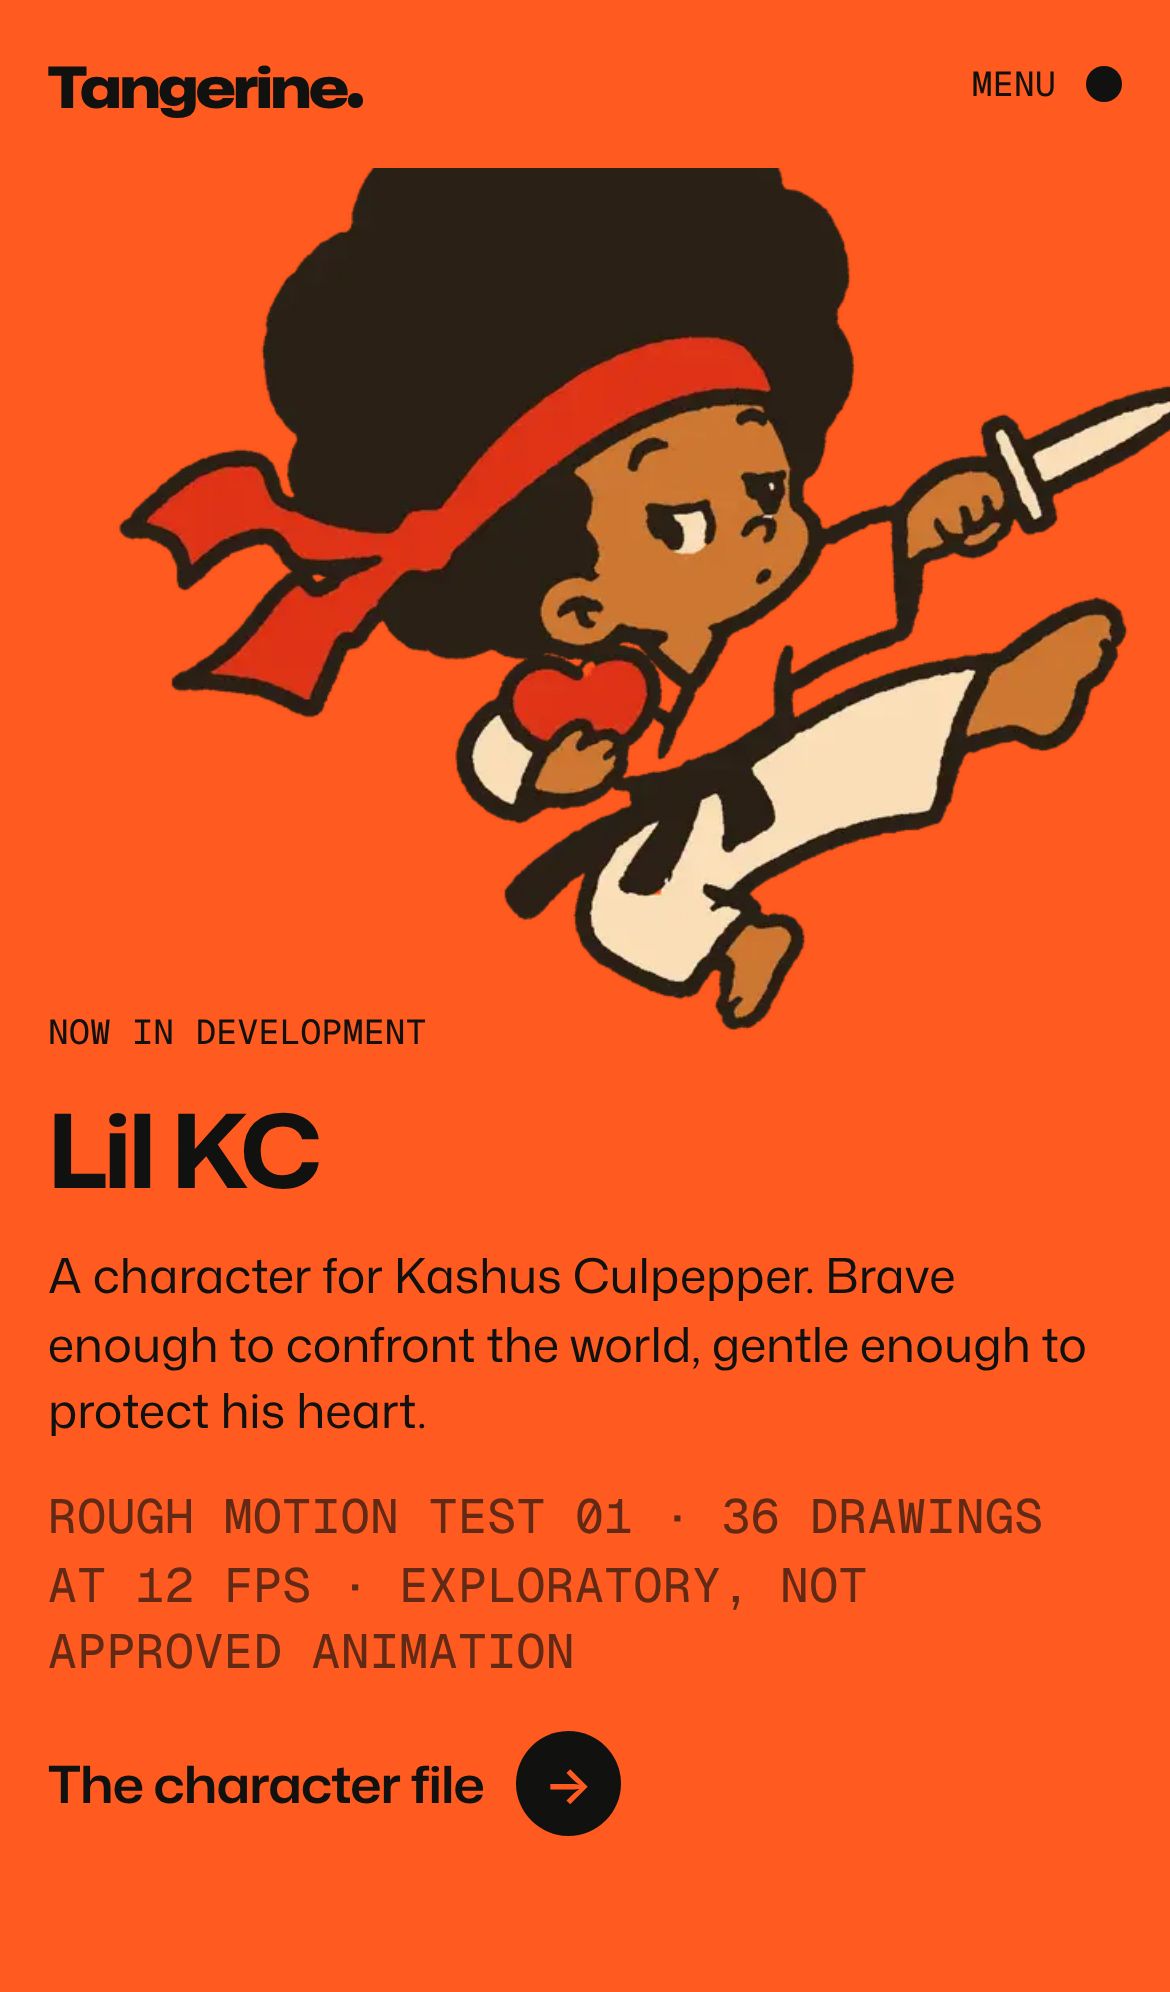 Tangerine.
MENU
NOW IN DEVELOPMENT
Lil KC
A character for Kashus Culpepper. Brave
enough to confront the world, gentle enough to
protect his heart.
ROUGH MOTION TEST 01 · 36 DRAWINGS
AT 12 FPS · EXPLORATORY, NOT
APPROVED ANIMATION
The character file